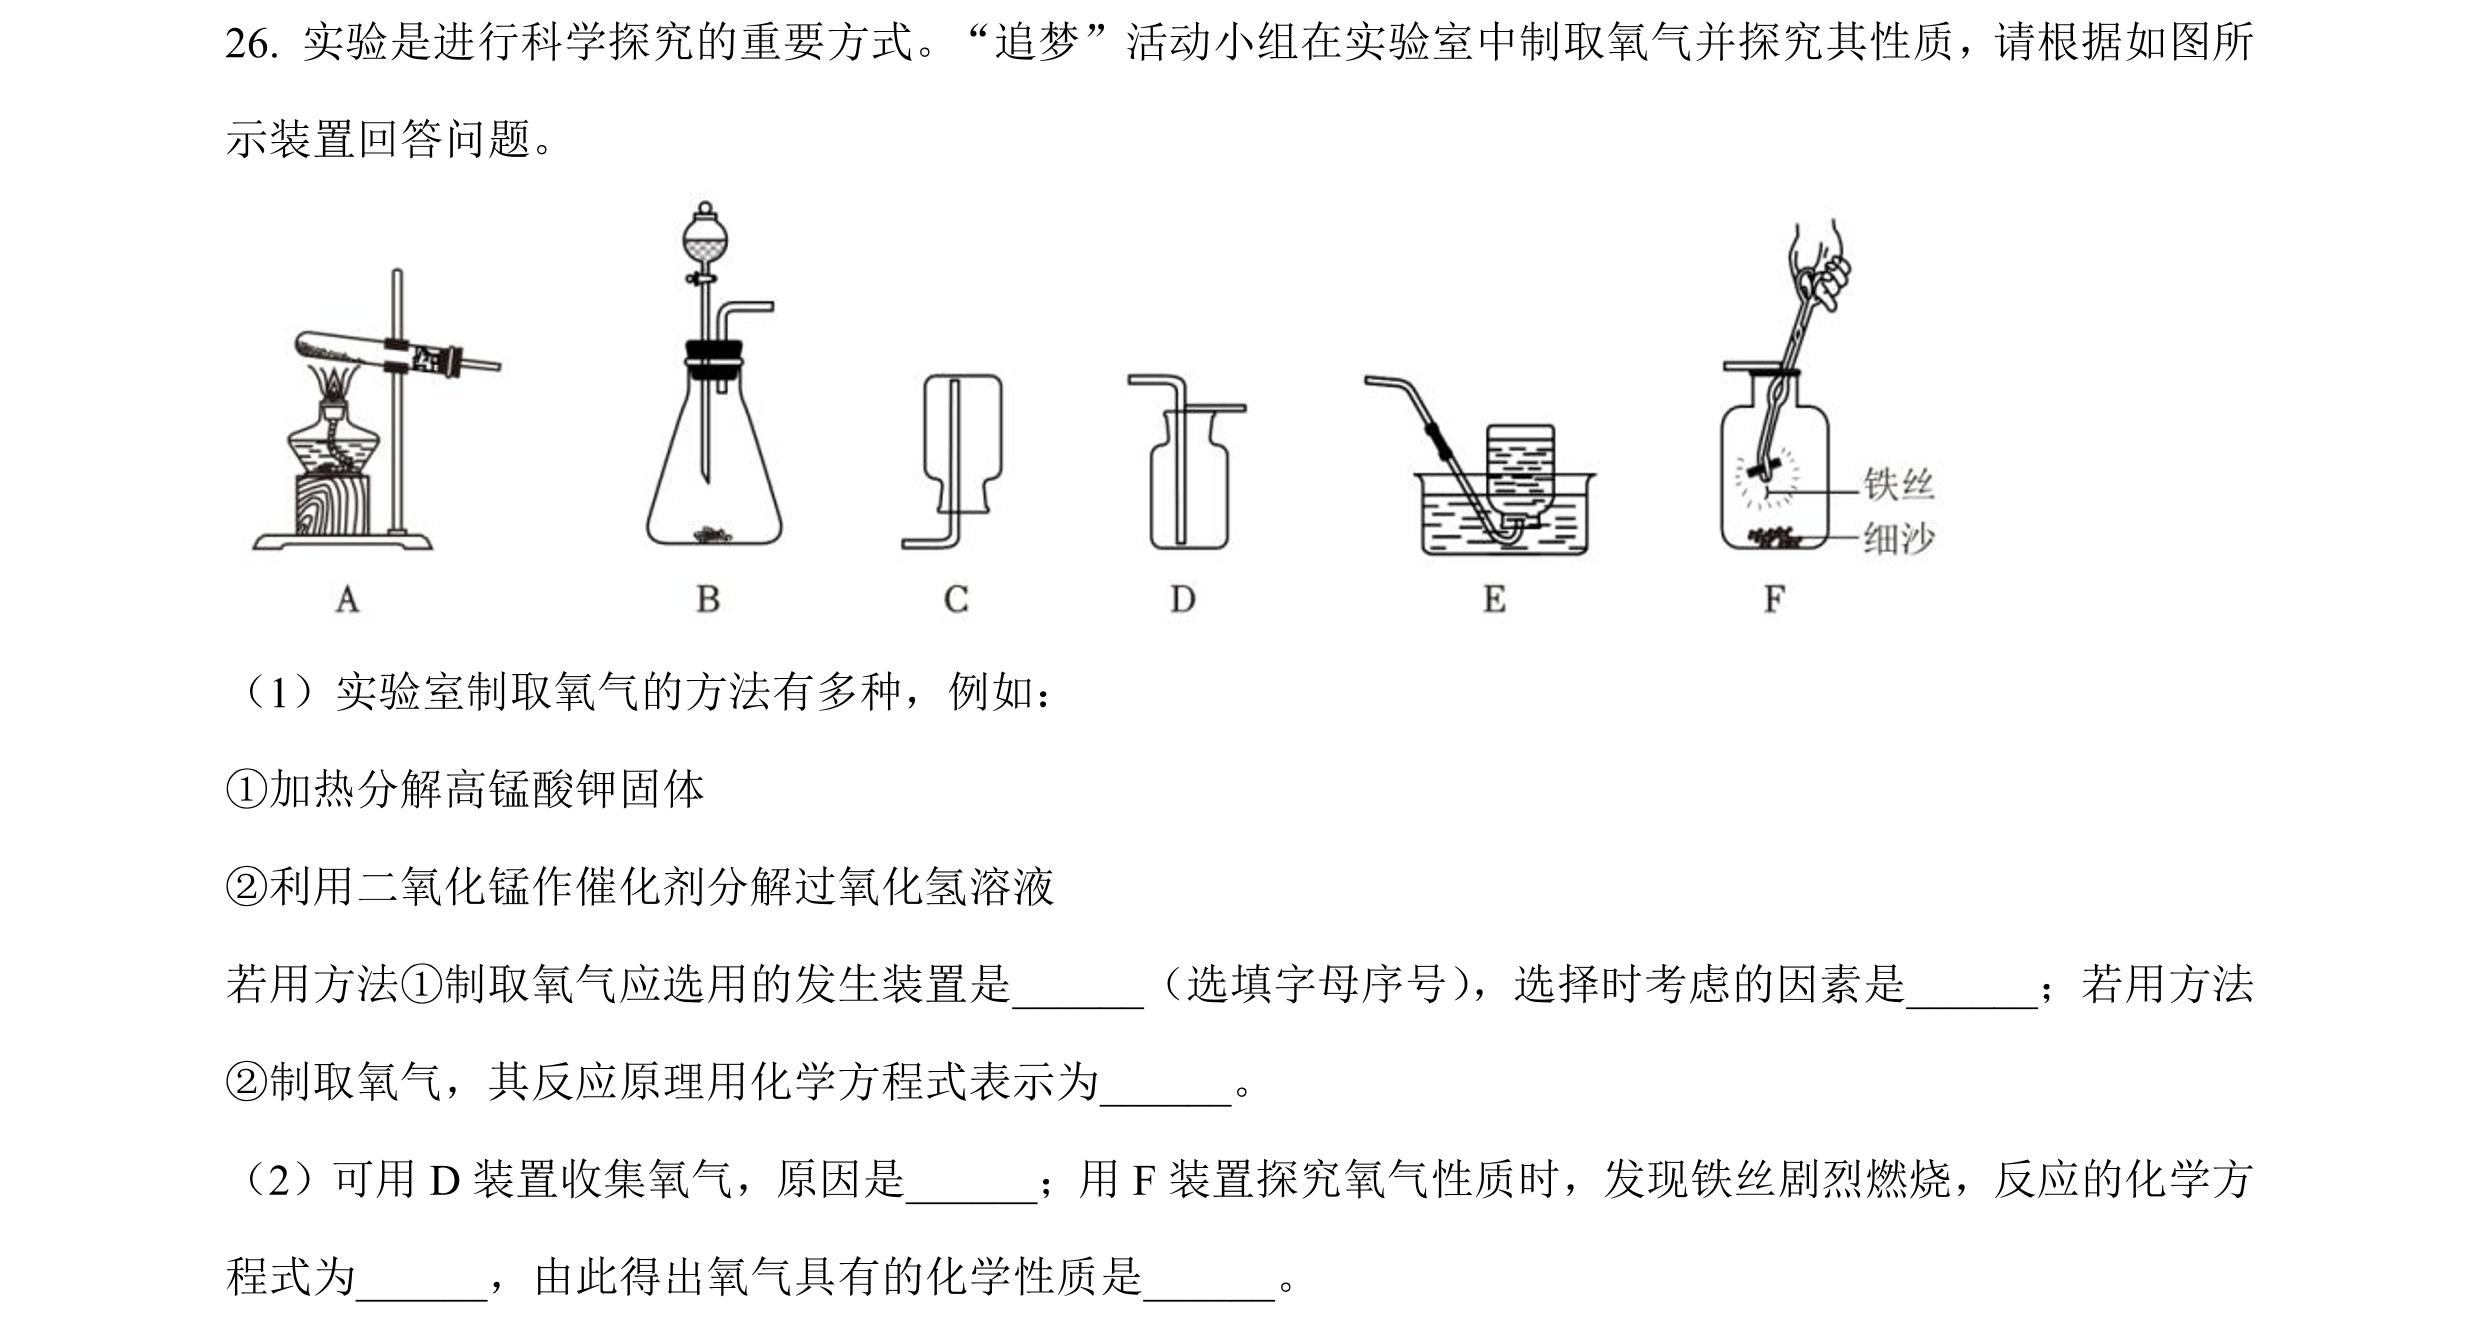 26. 实验是进行科学探究的重要方式。“追梦”活动小组在实验室中制取氧气并探究其性质，请根据如图所
示装置回答问题。
铁丝
细沙
A B C D E F
（1）实验室制取氧气的方法有多种，例如：
①加热分解高锰酸钾固体
②利用二氧化锰作催化剂分解过氧化氢溶液
若用方法①制取氧气应选用的发生装置是______（选填字母序号），选择时考虑的因素是______；若用方法
②制取氧气，其反应原理用化学方程式表示为______。
（2）可用 D 装置收集氧气，原因是______；用 F 装置探究氧气性质时，发现铁丝剧烈燃烧，反应的化学方
程式为______，由此得出氧气具有的化学性质是______。